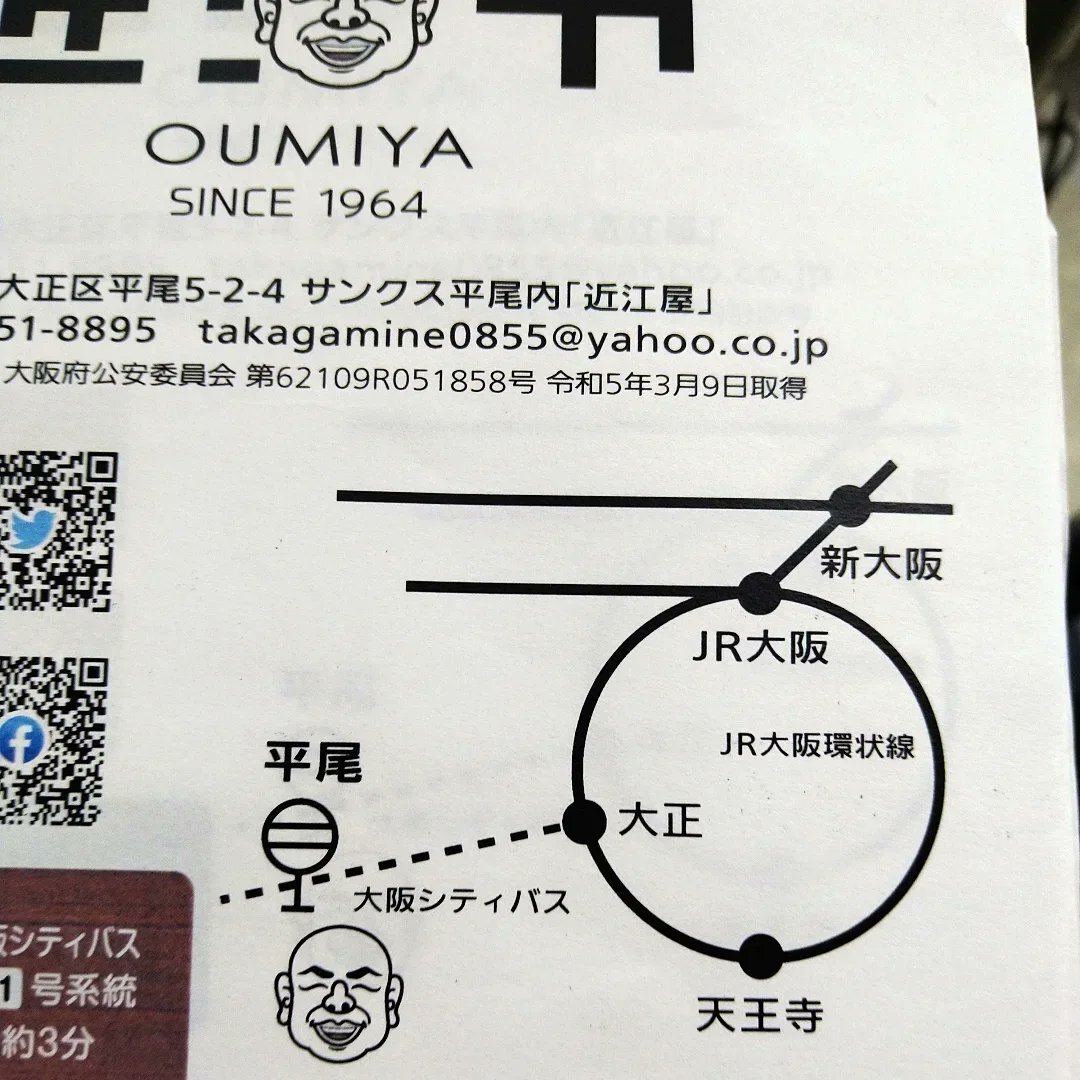 OUMIYA
SINCE 1964
大正区平尾5-2-4 サンクス平尾内「近江屋」
51-8895 takagamine0855@yahoo.co.jp
大阪府公安委員会 第62109R051858号 令和5年3月9日取得
新大阪
JR大阪
JR大阪環状線
平尾
大正
大阪シティバス
天王寺
阪シティバス
1 号系統
約3分